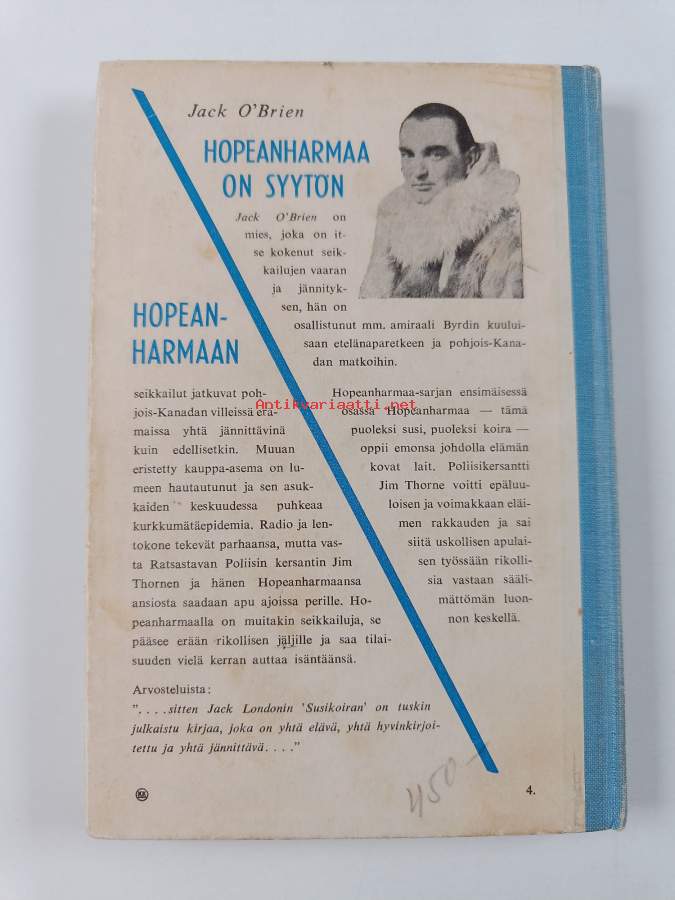 Jack O'Brien
HOPEANHARMAA
ON SYYTÖN
Jack O'Brien on
mies, joka on it-
se kokenut seik-
kailujen vaaran
ja jännityk-
sen, hän on
osallistunut mm. amiraali Byrdin kuului-
saan etelänaparetkeen ja pohjois-Kana-
dan matkoihin.
HOPEAN-
HARMAAN
seikkailut jatkuvat poh-
jois-Kanadan villeissä erä-
maissa yhtä jännittävinä
kuin edellisetkin. Muuan
eristetty kauppa-asema on lu-
meen hautautunut ja sen asuk-
kaiden keskuudessa puhkeaa
kurkkumätäepidemia. Radio ja len-
tokone tekevät parhaansa, mutta vas-
ta Ratsastavan Poliisin kersantin Jim
Thornen ja hänen Hopeanharmaansa
ansiosta saadaan apu ajoissa perille. Ho-
peanharmaalla on muitakin seikkailuja, se
pääsee erään rikollisen jäljille ja saa tilai-
suuden vielä kerran auttaa isäntäänsä.
Hopeanharmaa-sarjan ensimäisessä
osassa Hopeanharmaa — tämä
puoleksi susi, puoleksi koira —
oppii emonsa johdolla elämän
kovat lait. Poliisikersantti
Jim Thorne voitti epäluu-
loisen ja voimakkaan eläi-
men rakkauden ja sai
siitä uskollisen apulai-
sen työssään rikolli-
sia vastaan sääli-
mättömän luon-
non keskellä.
Antikvariaatti.net
Arvosteluista:
”. . . .sitten Jack Londonin 'Susikoiran' on tuskin
julkaistu kirjaa, joka on yhtä elävä, yhtä hyvinkirjoi-
tettu ja yhtä jännittävä. . . .”
450-
4.